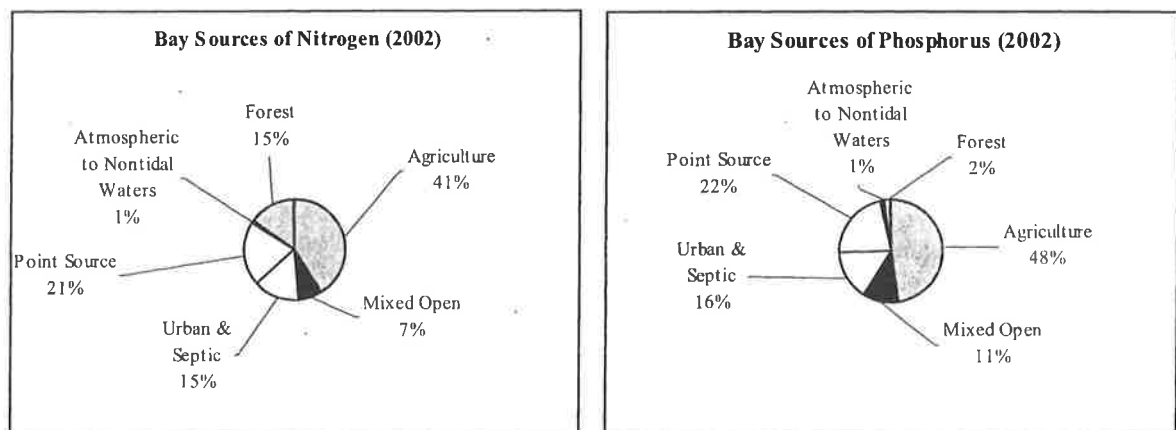 Bay Sources of Nitrogen (2002)
Forest
15%
Atmospheric
to Nontidal
Waters
1%
Agriculture
41%
Point Source
21%
Mixed Open
7%
Urban &
Septic
15%
Bay Sources of Phosphorus (2002)
Atmospheric
to Nontidal
Waters
1%
Forest
2%
Point Source
22%
Agriculture
48%
Urban &
Septic
16%
Mixed Open
11%